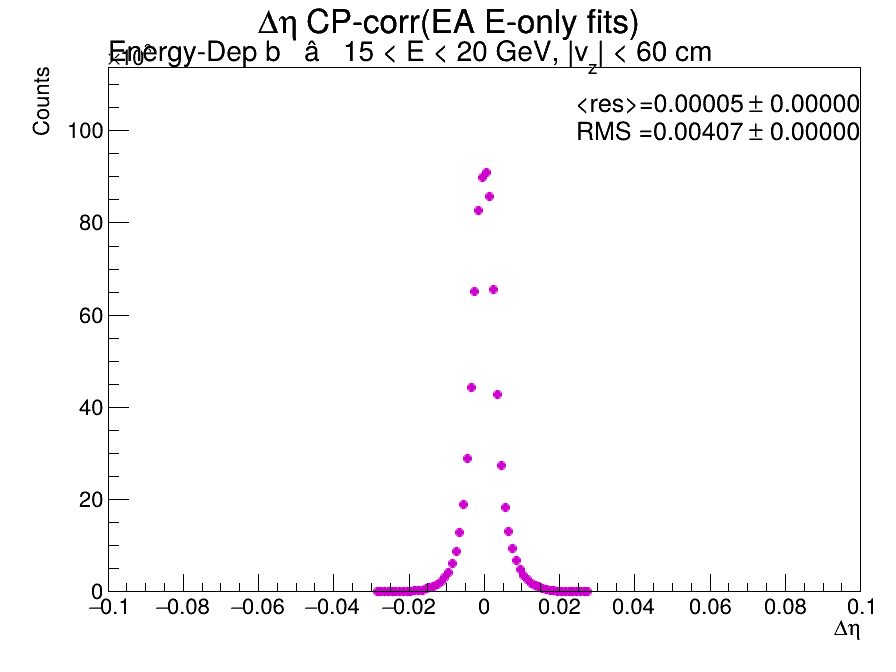 Δη CP-corr(EA E-only fits)
Energy-Dep b â 15 < E < 20 GeV, |v_z| < 60 cm
Counts
<res>=0.00005 ± 0.00000
RMS =0.00407 ± 0.00000
100
80
60
40
20
0
−0.1 −0.08 −0.06 −0.04 −0.02 0 0.02 0.04 0.06 0.08 0.1
Δη